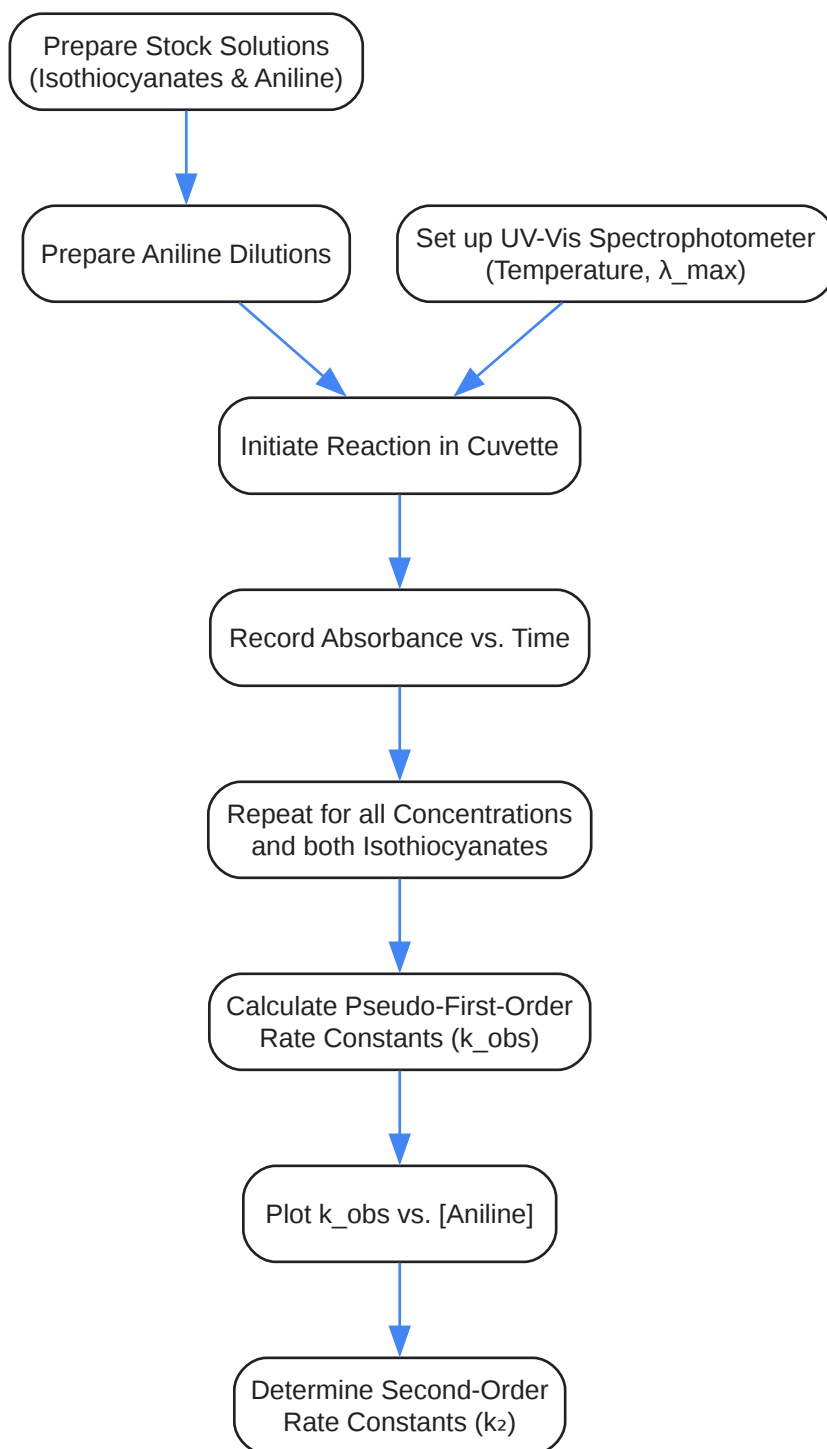 Prepare Stock Solutions
(Isothiocyanates & Aniline)
Prepare Aniline Dilutions
Set up UV-Vis Spectrophotometer
(Temperature, λ_max)
Initiate Reaction in Cuvette
Record Absorbance vs. Time
Repeat for all Concentrations
and both Isothiocyanates
Calculate Pseudo-First-Order
Rate Constants (k_obs)
Plot k_obs vs. [Aniline]
Determine Second-Order
Rate Constants (k₂)